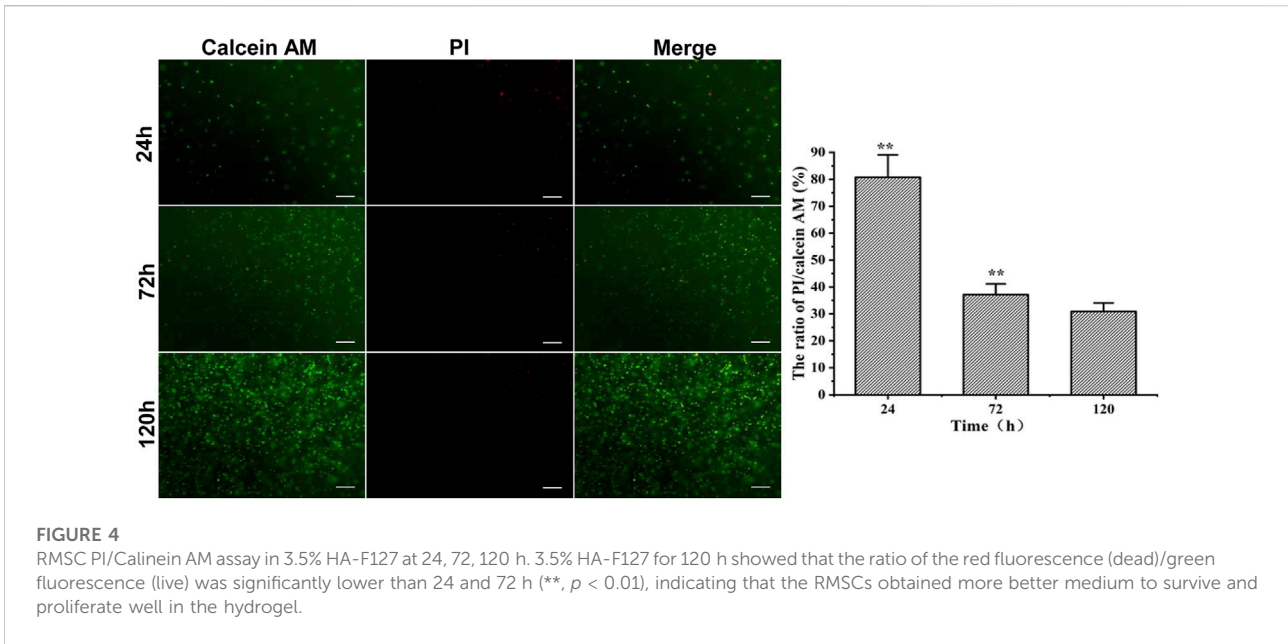 Calcein AM
PI
Merge
24h
72h
120h
The ratio of PI/calcein AM (%)
90
80
70
60
50
40
30
20
10
0
**
**
24
72
120
Time (h)
FIGURE 4
RMSC PI/Calinein AM assay in 3.5% HA-F127 at 24, 72, 120 h. 3.5% HA-F127 for 120 h showed that the ratio of the red fluorescence (dead)/green
fluorescence (live) was significantly lower than 24 and 72 h (**, p < 0.01), indicating that the RMSCs obtained more better medium to survive and
proliferate well in the hydrogel.